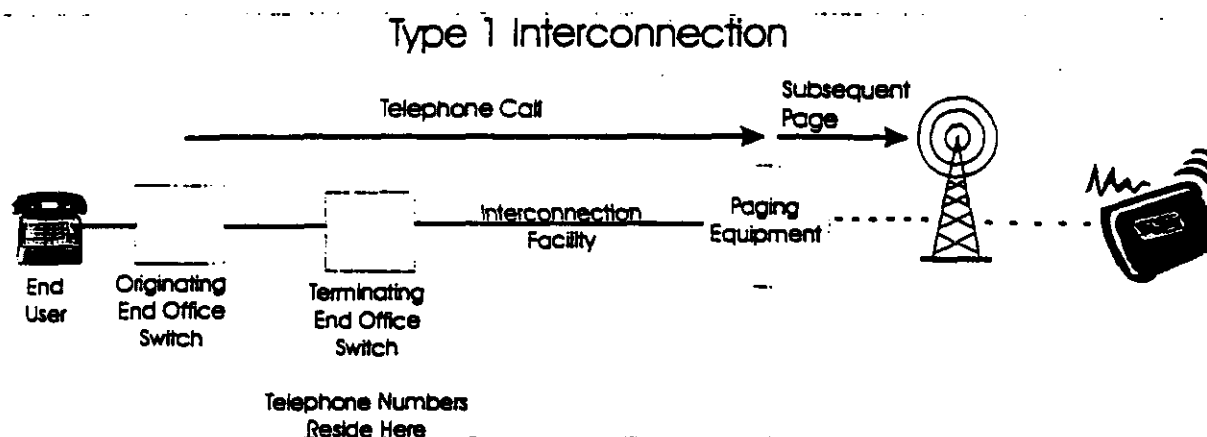 Type 1 Interconnection
Telephone Call
Subsequent
Page
Interconnection
Facility
Paging
Equipment
End
User
Originating
End Office
Switch
Terminating
End Office
Switch
Telephone Numbers
Reside Here